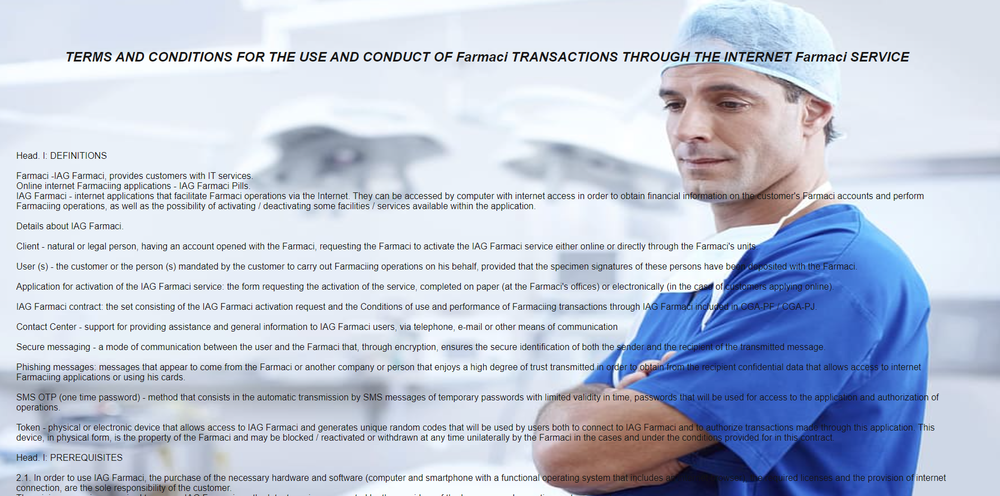 TERMS AND CONDITIONS FOR THE USE AND CONDUCT OF Farmaci TRANSACTIONS THROUGH THE INTERNET Farmaci SERVICE
Head. I: DEFINITIONS
Farmaci -IAG Farmaci, provides customers with IT services.
Online internet Farmaciing applications - IAG Farmaci Pills.
IAG Farmaci - internet applications that facilitate Farmaci operations via the Internet. They can be accessed by computer with internet access in order to obtain financial information on the customer's Farmaci accounts and perform
Farmaciing operations, as well as the possibility of activating / deactivating some facilities / services available within the application.
Details about IAG Farmaci.
Client - natural or legal person, having an account opened with the Farmaci, requesting the Farmaci to activate the IAG Farmaci service either online or directly through the Farmaci's units.
User (s) - the customer or the person (s) mandated by the customer to carry out Farmaciing operations on his behalf, provided that the specimen signatures of these persons have been deposited with the Farmaci.
Application for activation of the IAG Farmaci service: the form requesting the activation of the service, completed on paper (at the Farmaci's offices) or electronically (in the case of customers applying online).
IAG Farmaci contract: the set consisting of the IAG Farmaci activation request and the Conditions of use and performance of Farmaciing transactions through IAG Farmaci included in CGA-PF / CGA-PJ.
Contact Center - support for providing assistance and general information to IAG Farmaci users, via telephone, e-mail or other means of communication
Secure messaging - a mode of communication between the user and the Farmaci that, through encryption, ensures the secure identification of both the sender and the recipient of the transmitted message.
Phishing messages: messages that appear to come from the Farmaci or another company or person that enjoys a high degree of trust transmitted in order to obtain from the recipient confidential data that allows access to internet
Farmaciing applications or using his cards.
SMS OTP (one time password) - method that consists in the automatic transmission by SMS messages of temporary passwords with limited validity in time, passwords that will be used for access to the application and authorization of
operations.
Token - physical or electronic device that allows access to IAG Farmaci and generates unique random codes that will be used by users both to connect to IAG Farmaci and to authorize transactions made through this application. This
device, in physical form, is the property of the Farmaci and may be blocked / reactivated or withdrawn at any time unilaterally by the Farmaci in the cases and under the conditions provided for in this contract.
Head. I: PREREQUISITES
2.1. In order to use IAG Farmaci, the purchase of the necessary hardware and software (computer and smartphone with a functional operating system that includes the required licenses and the provision of internet
connection, are the sole responsibility of the customer.